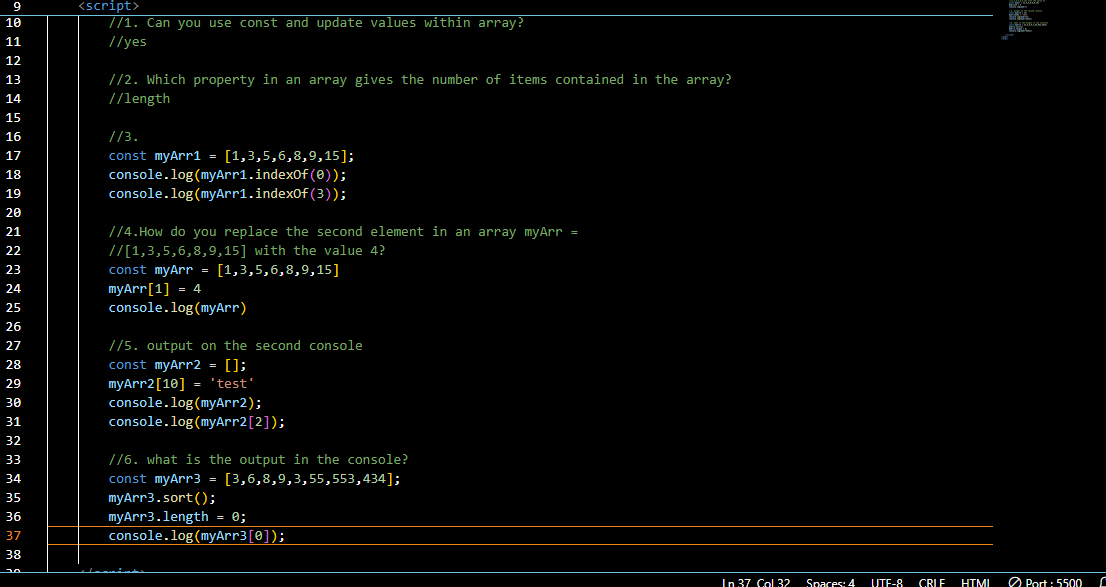 9 <script>
10 //1. Can you use const and update values within array?
11 //yes
12
13 //2. Which property in an array gives the number of items contained in the array?
14 //length
15
16 //3.
17 const myArr1 = [1,3,5,6,8,9,15];
18 console.log(myArr1.indexOf(0));
19 console.log(myArr1.indexOf(3));
20
21 //4.How do you replace the second element in an array myArr =
22 //[1,3,5,6,8,9,15] with the value 4?
23 const myArr = [1,3,5,6,8,9,15]
24 myArr[1] = 4
25 console.log(myArr)
26
27 //5. output on the second console
28 const myArr2 = [];
29 myArr2[10] = 'test'
30 console.log(myArr2);
31 console.log(myArr2[2]);
32
33 //6. what is the output in the console?
34 const myArr3 = [3,6,8,9,3,55,553,434];
35 myArr3.sort();
36 myArr3.length = 0;
37 console.log(myArr3[0]);
38
39 </script>
Ln 37, Col 32 Spaces: 4 UTF-8 CRLF HTML Port : 5500